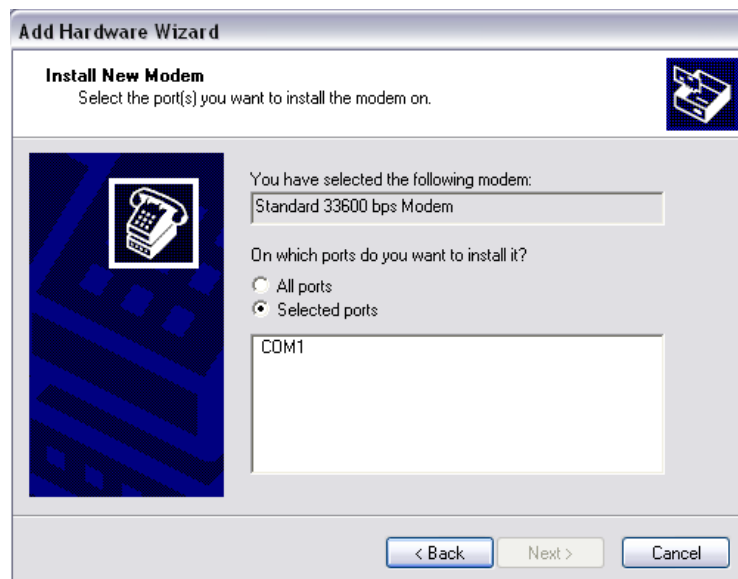 Add Hardware Wizard
Install New Modem
Select the port(s) you want to install the modem on.
You have selected the following modem:
Standard 33600 bps Modem
On which ports do you want to install it?
All ports
Selected ports
COM1
< Back
Next >
Cancel